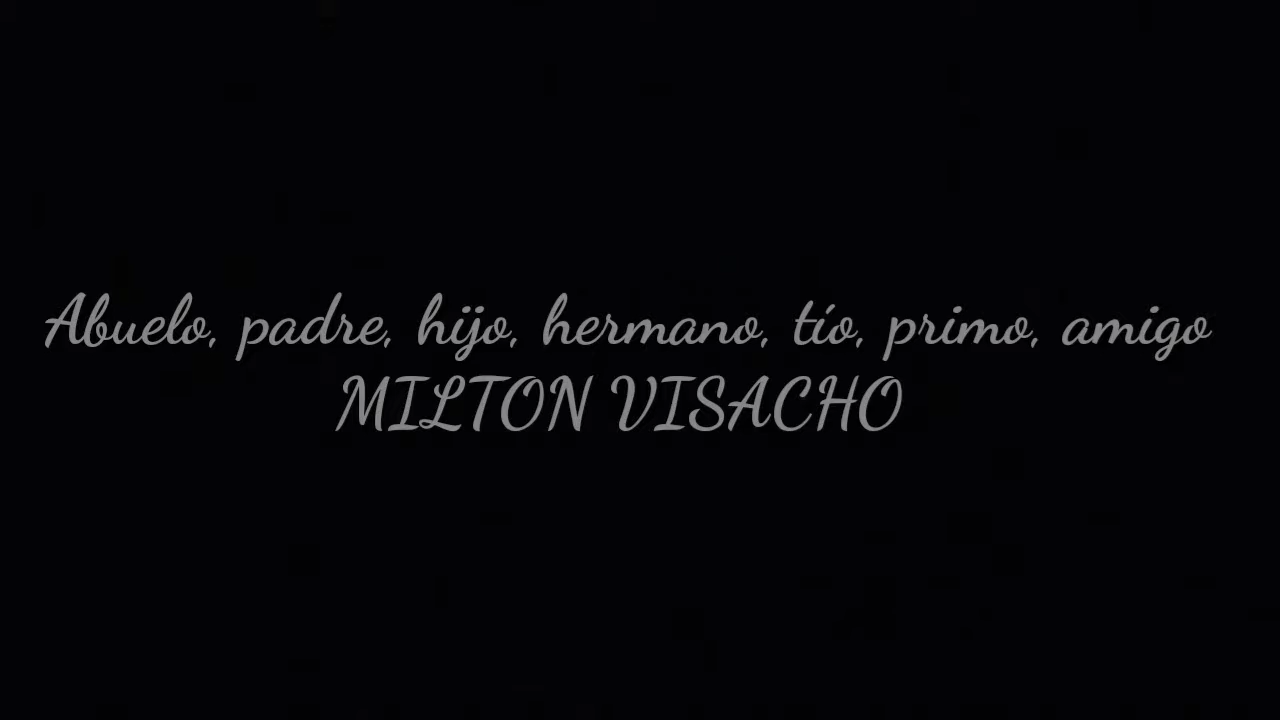 Abuelo, padre, hijo, hermano, tío, primo, amigo
MILTON VISACHO